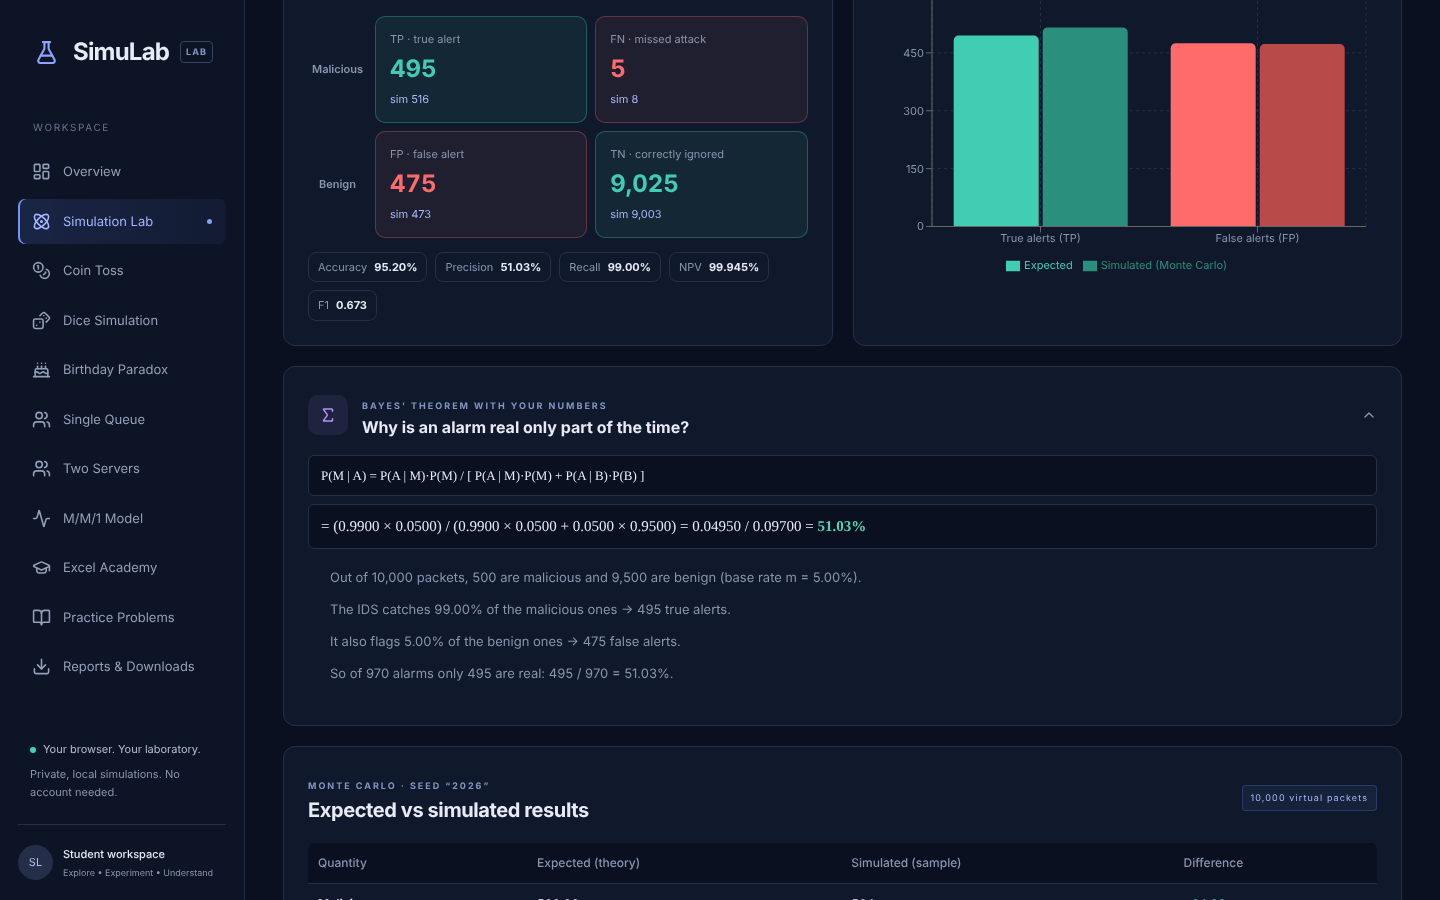 SimuLab LAB
WORKSPACE
Overview
Simulation Lab
Coin Toss
Dice Simulation
Birthday Paradox
Single Queue
Two Servers
M/M/1 Model
Excel Academy
Practice Problems
Reports & Downloads
Your browser. Your laboratory.
Private, local simulations. No
account needed.
SL
Student workspace
Explore • Experiment • Understand
Malicious
TP · true alert
495
sim 516
FN · missed attack
5
sim 8
Benign
FP · false alert
475
sim 473
TN · correctly ignored
9,025
sim 9,003
Accuracy 95.20%
Precision 51.03%
Recall 99.00%
NPV 99.945%
F1 0.673
450
300
150
0
True alerts (TP)
False alerts (FP)
Expected
Simulated (Monte Carlo)
Σ
BAYES' THEOREM WITH YOUR NUMBERS
Why is an alarm real only part of the time?
P(M | A) = P(A | M)·P(M) / [ P(A | M)·P(M) + P(A | B)·P(B) ]
= (0.9900 × 0.0500) / (0.9900 × 0.0500 + 0.0500 × 0.9500) = 0.04950 / 0.09700 = 51.03%
Out of 10,000 packets, 500 are malicious and 9,500 are benign (base rate m = 5.00%).
The IDS catches 99.00% of the malicious ones → 495 true alerts.
It also flags 5.00% of the benign ones → 475 false alerts.
So of 970 alarms only 495 are real: 495 / 970 = 51.03%.
MONTE CARLO · SEED “2026”
Expected vs simulated results
10,000 virtual packets
Quantity
Expected (theory)
Simulated (sample)
Difference